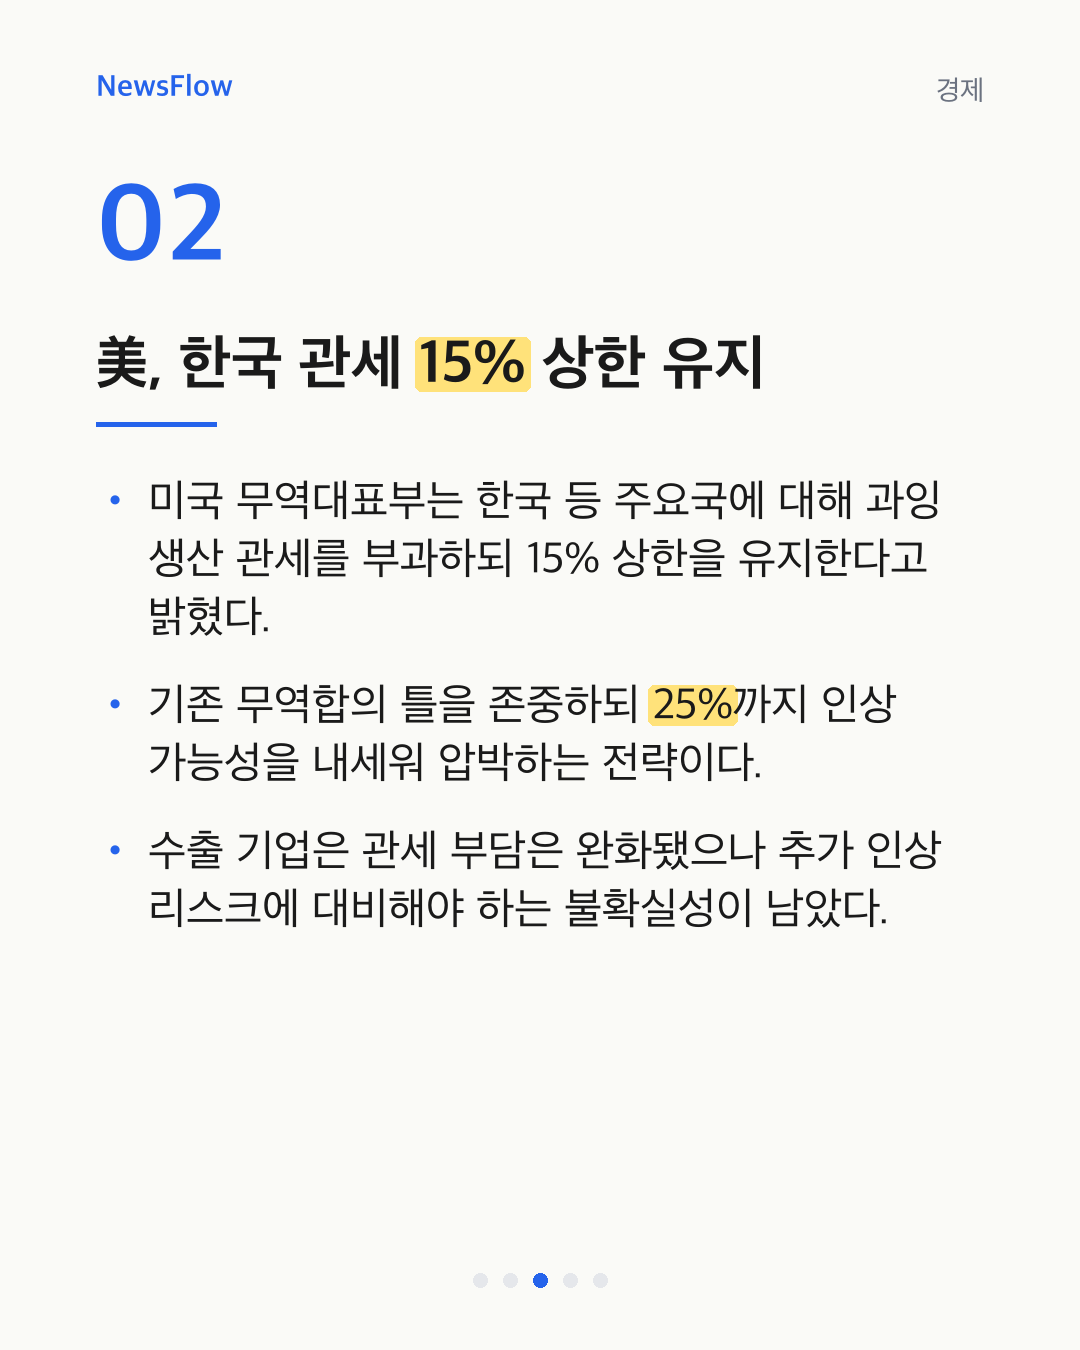 NewsFlow
경제
02
美, 한국 관세 15% 상한 유지
• 미국 무역대표부는 한국 등 주요국에 대해 과잉
생산 관세를 부과하되 15% 상한을 유지한다고
밝혔다.
• 기존 무역합의 틀을 존중하되 25%까지 인상
가능성을 내세워 압박하는 전략이다.
• 수출 기업은 관세 부담은 완화됐으나 추가 인상
리스크에 대비해야 하는 불확실성이 남았다.